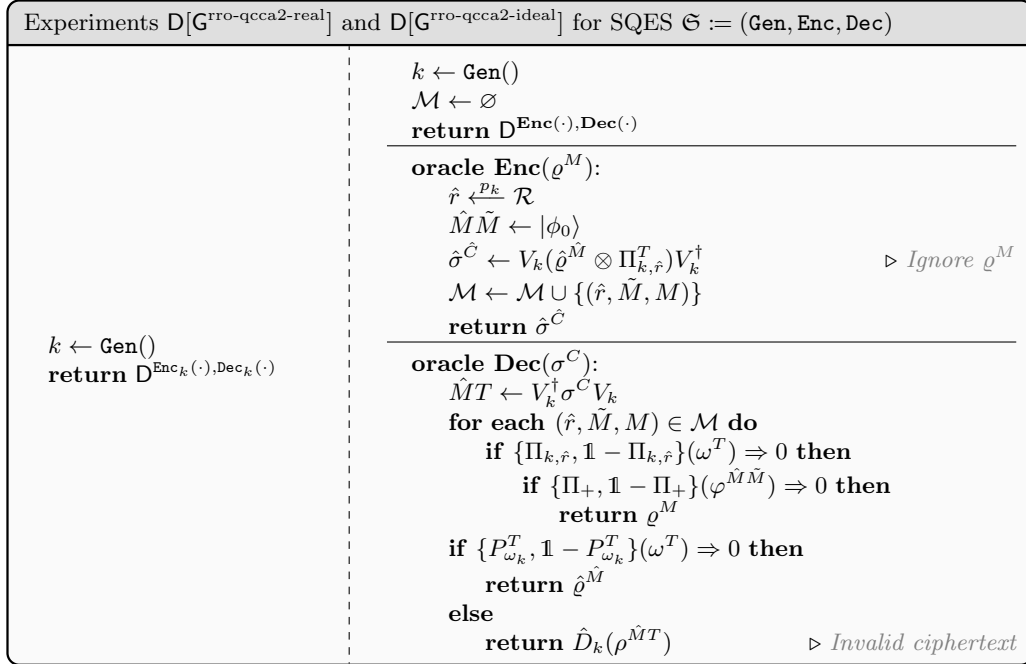 Experiments D[G^rro-qcca2-real] and D[G^rro-qcca2-ideal] for SQES 𝔖 := (Gen, Enc, Dec)
k ← Gen()
return D^{Enc_k(·),Dec_k(·)}
k ← Gen()
ℳ ← ∅
return D^{Enc(·),Dec(·)}
oracle Enc(ϱ^M):
r̂ ←^{p_k} ℛ
M̂M̃ ← |ϕ_0⟩
σ̂^Ĉ ← V_k(ϱ̂^M̂ ⊗ Π^T_{k,r̂})V_k^† ▷ Ignore ϱ^M
ℳ ← ℳ ∪ {(r̂, M̃, M)}
return σ̂^Ĉ
oracle Dec(σ^C):
M̂T ← V_k^† σ^C V_k
for each (r̂, M̃, M) ∈ ℳ do
if {Π_{k,r̂}, 𝟙 − Π_{k,r̂}}(ω^T) ⇒ 0 then
if {Π_+, 𝟙 − Π_+}(φ^{M̂M̃}) ⇒ 0 then
return ϱ^M
if {P^T_{ω_k}, 𝟙 − P^T_{ω_k}}(ω^T) ⇒ 0 then
return ϱ̂^M̂
else
return D̂_k(ρ^{M̂T}) ▷ Invalid ciphertext